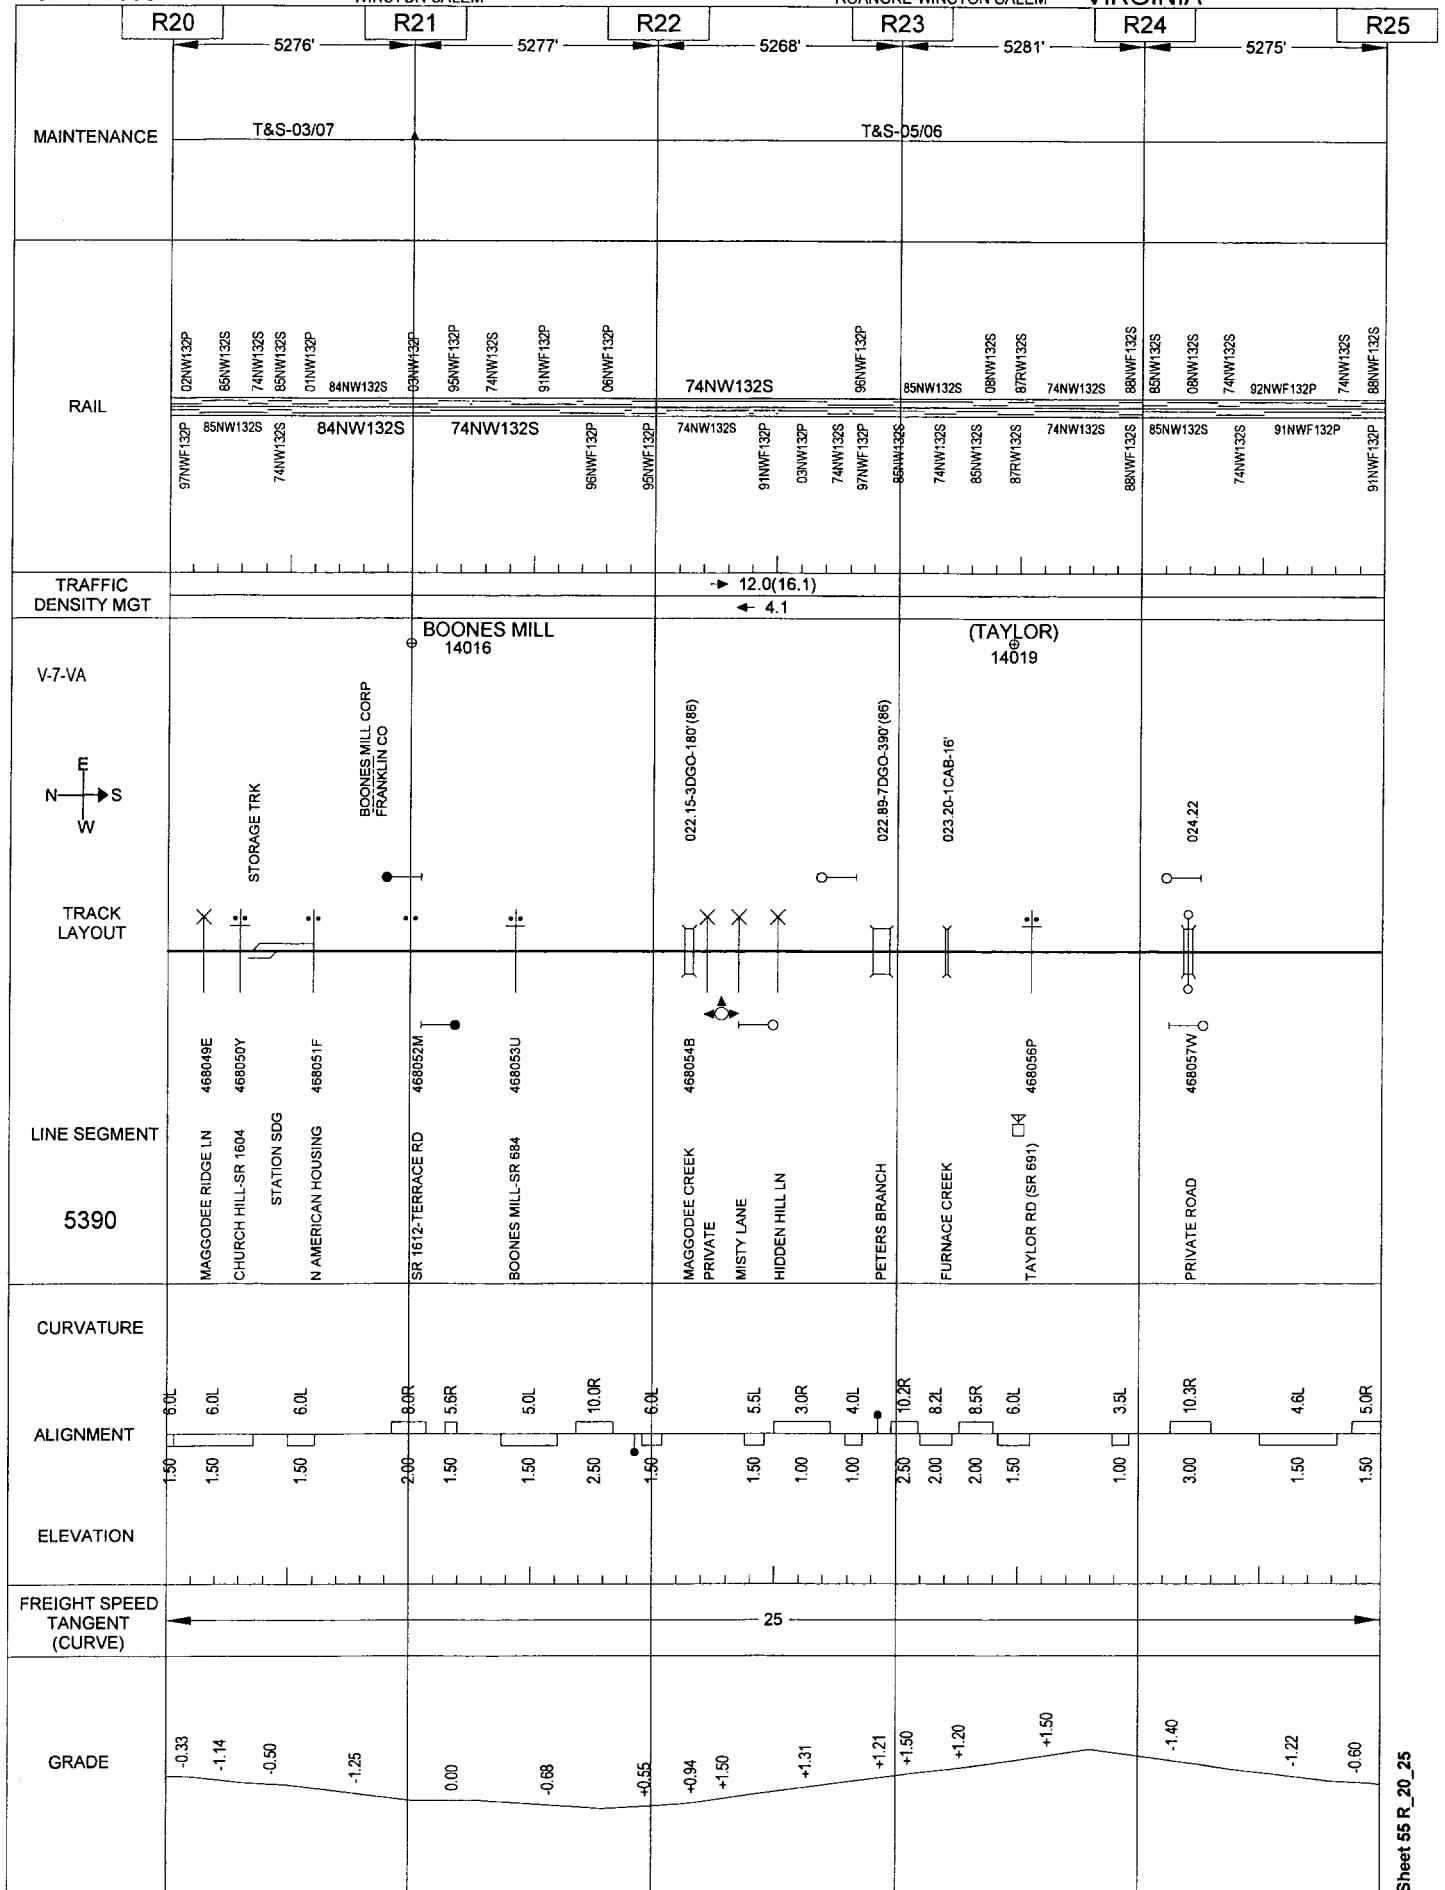 VIRGINIA
R20 R21 R22 R23 R24 R25
5276' 5277' 5268' 5281' 5275'
MAINTENANCE
T&S-03/07 T&S-05/06
02NW132P 85NW132S 74NW132S 85NW132S 01NW132P 84NW132S 03NW132P 95NWF132P 74NW132S 91NWF132P 06NWF132P 74NW132S 96NWF132P 85NW132S 08NW132S 87RW132S 74NW132S 88NWF132S 85NW132S 08NW132S 74NW132S 92NWF132P 74NW132S 88NWF132S
RAIL
97NWF132P 85NW132S 74NW132S 84NW132S 74NW132S 96NWF132P 95NWF132P 74NW132S 91NWF132P 03NW132P 74NW132S 97NWF132P 85NW132S 74NW132S 85NW132S 87RW132S 74NW132S 88NWF132S 85NW132S 74NW132S 91NWF132P 91NWF132P
TRAFFIC
DENSITY MGT
12.0(16.1)
4.1
BOONES MILL
14016
(TAYLOR)
14019
V-7-VA
E
N S
W
STORAGE TRK
BOONES MILL CORP
FRANKLIN CO
022.15-3DGO-180'(86)
022.89-7DGO-390'(86)
023.20-1CAB-16'
024.22
TRACK
LAYOUT
468049E 468050Y 468051F 468052M 468053U 468054B 468056P 468057W
LINE SEGMENT
5390
MAGGODEE RIDGE LN
CHURCH HILL-SR 1604
STATION SDG
N AMERICAN HOUSING
SR 1612-TERRACE RD
BOONES MILL-SR 684
MAGGODEE CREEK
PRIVATE
MISTY LANE
HIDDEN HILL LN
PETERS BRANCH
FURNACE CREEK
TAYLOR RD (SR 691)
PRIVATE ROAD
CURVATURE
6.0L 6.0L 6.0L 8.0R 5.6R 5.0L 10.0R 6.0L 5.5L 3.0R 4.0L 10.2R 8.2L 8.5R 6.0L 3.5L 10.3R 4.6L 5.0R
ALIGNMENT
1.50 1.50 1.50 2.00 1.50 1.50 2.50 1.50 1.50 1.00 1.00 2.50 2.00 2.00 1.50 1.00 3.00 1.50 1.50
ELEVATION
FREIGHT SPEED
TANGENT
(CURVE)
25
GRADE
-0.33 -1.14 -0.50 -1.25 0.00 -0.68 +0.55 +0.94 +1.50 +1.31 +1.21 +1.50 +1.20 +1.50 -1.40 -1.22 -0.60
Sheet 55 R_20_25